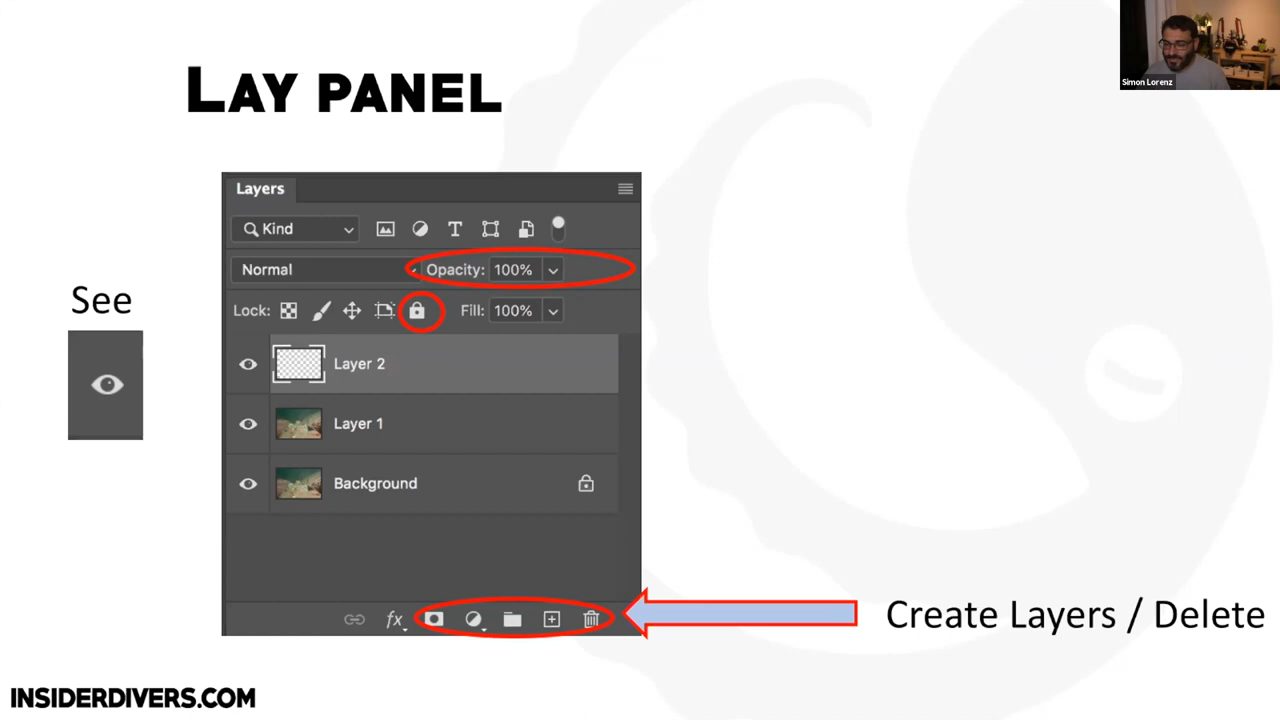 Simon Lorenz
LAY PANEL
Layers
Kind
T
Normal
Opacity: 100%
See
Lock:
Fill: 100%
Layer 2
Layer 1
Background
fx
Create Layers / Delete
INSIDERDIVERS.COM